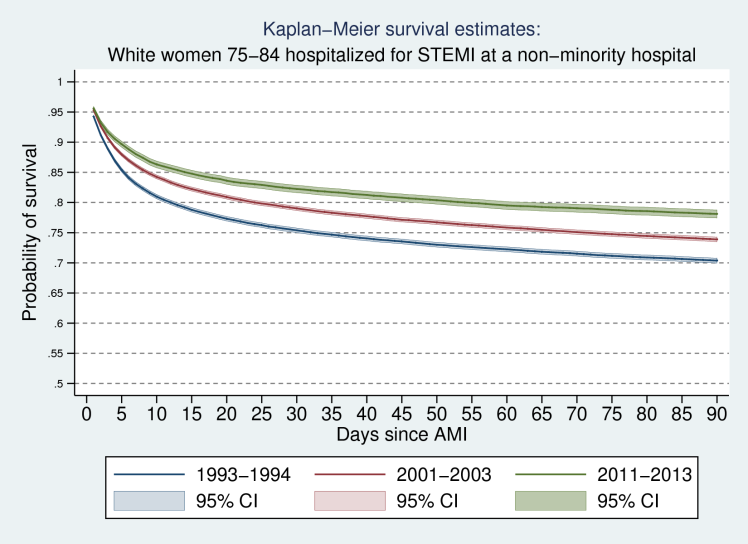 Kaplan−Meier survival estimates:
White women 75−84 hospitalized for STEMI at a non−minority hospital
Probability of survival
1
.95
.9
.85
.8
.75
.7
.65
.6
.55
.5
0 5 10 15 20 25 30 35 40 45 50 55 60 65 70 75 80 85 90
Days since AMI
1993−1994 2001−2003 2011−2013
95% CI 95% CI 95% CI